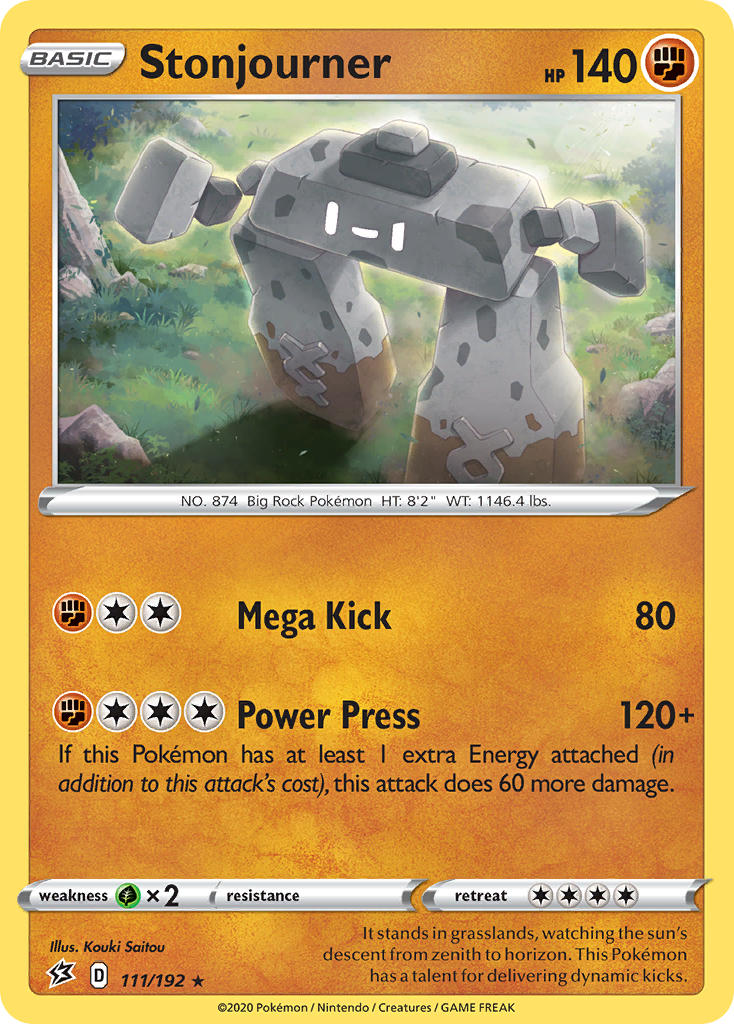 BASIC Stonjourner HP 140
NO. 874 Big Rock Pokémon HT: 8'2" WT: 1146.4 lbs.
Mega Kick 80
Power Press 120+
If this Pokémon has at least 1 extra Energy attached (in
addition to this attack's cost), this attack does 60 more damage.
weakness ×2 resistance retreat
Illus. Kouki Saitou
It stands in grasslands, watching the sun's
descent from zenith to horizon. This Pokémon
has a talent for delivering dynamic kicks.
D 111/192 ★
©2020 Pokémon / Nintendo / Creatures / GAME FREAK